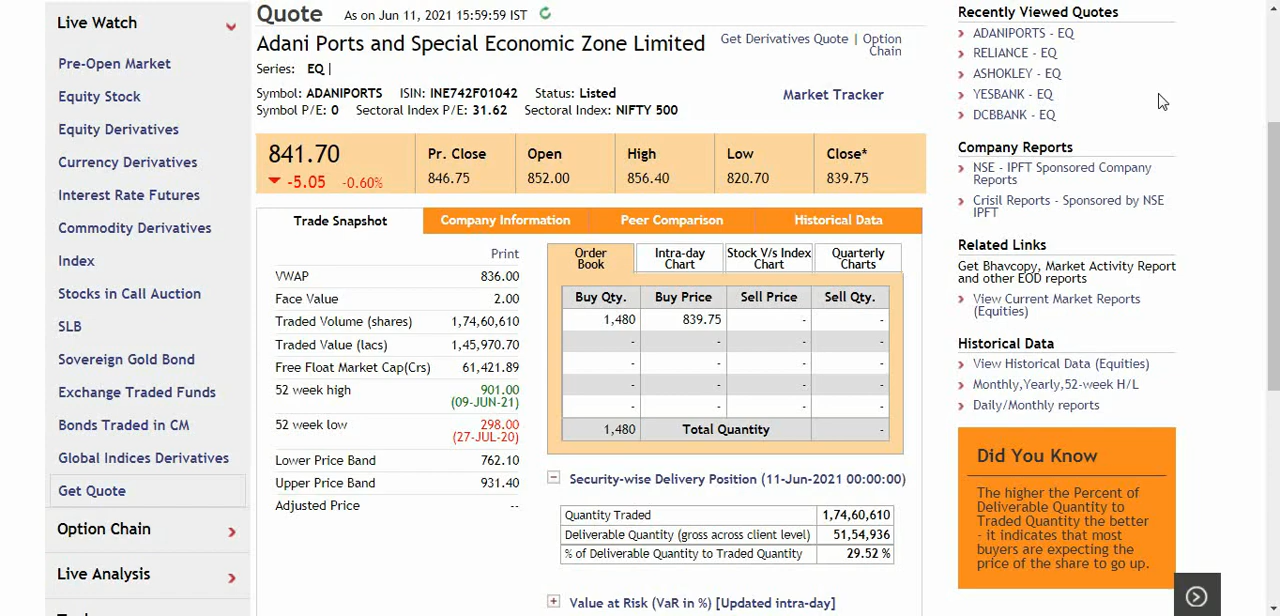 Live Watch
Pre-Open Market
Equity Stock
Equity Derivatives
Currency Derivatives
Interest Rate Futures
Commodity Derivatives
Index
Stocks in Call Auction
SLB
Sovereign Gold Bond
Exchange Traded Funds
Bonds Traded in CM
Global Indices Derivatives
Get Quote
Option Chain
Live Analysis
Quote As on Jun 11, 2021 15:59:59 IST
Adani Ports and Special Economic Zone Limited
Get Derivatives Quote | Option
Chain
Series: EQ |
Symbol: ADANIPORTS ISIN: INE742F01042 Status: Listed
Symbol P/E: 0 Sectoral Index P/E: 31.62 Sectoral Index: NIFTY 500
Market Tracker
841.70 Pr. Close Open High Low Close*
-5.05 -0.60% 846.75 852.00 856.40 820.70 839.75
Trade Snapshot Company Information Peer Comparison Historical Data
Print
VWAP 836.00
Face Value 2.00
Traded Volume (shares) 1,74,60,610
Traded Value (lacs) 1,45,970.70
Free Float Market Cap(Crs) 61,421.89
52 week high 901.00
(09-JUN-21)
52 week low 298.00
(27-JUL-20)
Lower Price Band 762.10
Upper Price Band 931.40
Adjusted Price --
Order Intra-day Stock V/s Index Quarterly
Book Chart Chart Charts
Buy Qty. Buy Price Sell Price Sell Qty.
1,480 839.75 - -
- - - -
- - - -
- - - -
- - - -
1,480 Total Quantity -
Security-wise Delivery Position (11-Jun-2021 00:00:00)
Quantity Traded 1,74,60,610
Deliverable Quantity (gross across client level) 51,54,936
% of Deliverable Quantity to Traded Quantity 29.52 %
Value at Risk (VaR in %) [Updated intra-day]
Recently Viewed Quotes
ADANIPORTS - EQ
RELIANCE - EQ
ASHOKLEY - EQ
YESBANK - EQ
DCBBANK - EQ
Company Reports
NSE - IPFT Sponsored Company
Reports
Crisil Reports - Sponsored by NSE
IPFT
Related Links
Get Bhavcopy, Market Activity Report
and other EOD reports
View Current Market Reports
(Equities)
Historical Data
View Historical Data (Equities)
Monthly,Yearly,52-week H/L
Daily/Monthly reports
Did You Know
The higher the Percent of
Deliverable Quantity to
Traded Quantity the better
- it indicates that most
buyers are expecting the
price of the share to go up.